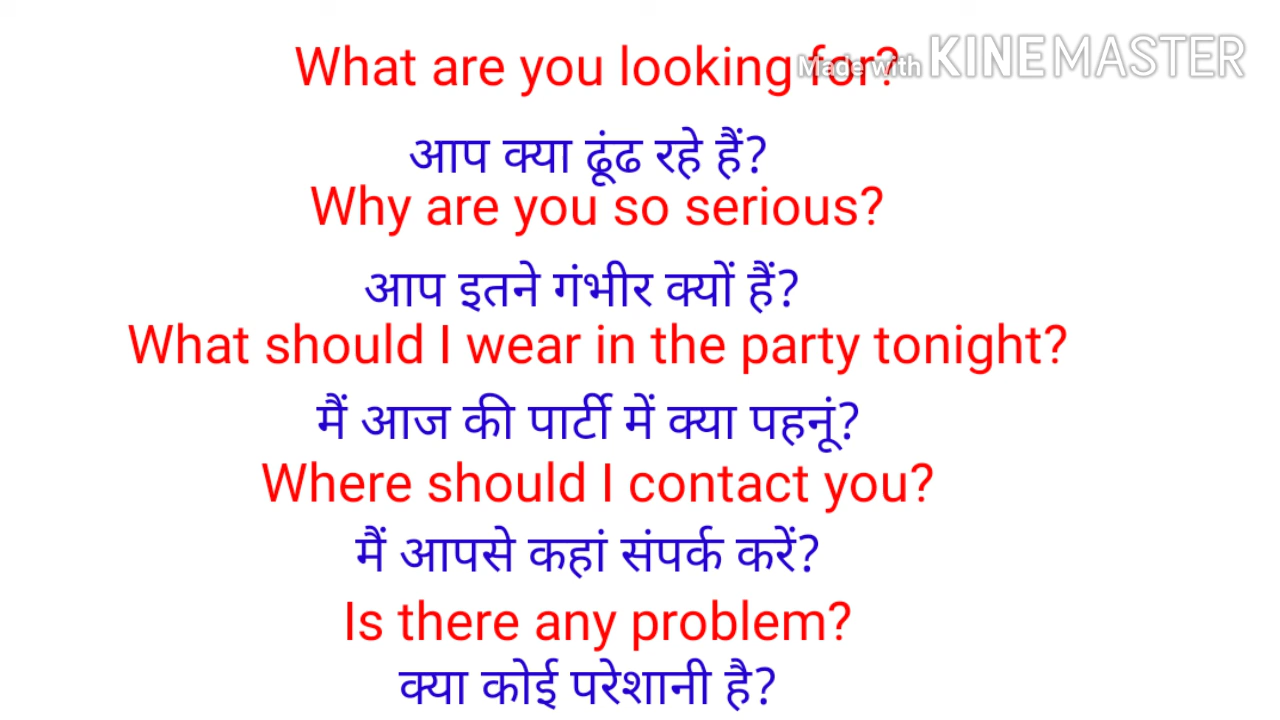 What are you looking for?
Made with KINEMASTER
आप क्या ढूंढ रहे हैं?
Why are you so serious?
आप इतने गंभीर क्यों हैं?
What should I wear in the party tonight?
मैं आज की पार्टी में क्या पहनूं?
Where should I contact you?
मैं आपसे कहां संपर्क करें?
Is there any problem?
क्या कोई परेशानी है?